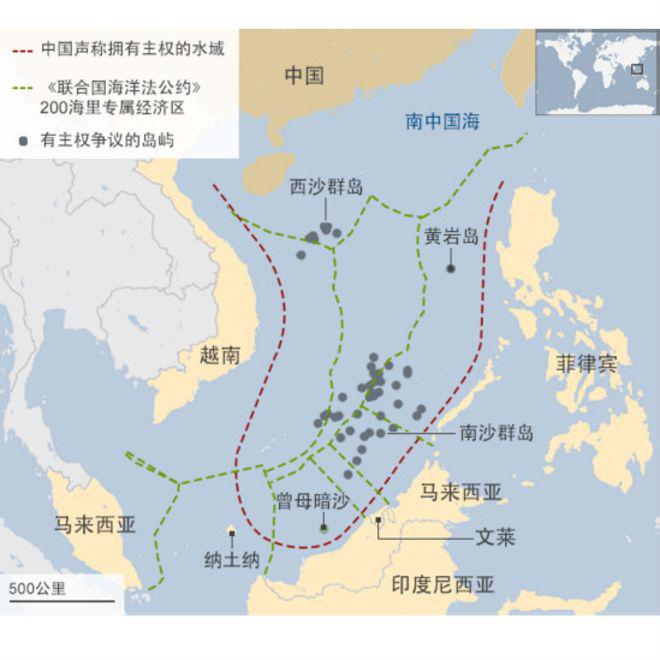 中国声称拥有主权的水域
《联合国海洋法公约》
200海里专属经济区
有主权争议的岛屿
中国
南中国海
西沙群岛
黄岩岛
越南
菲律宾
南沙群岛
马来西亚
曾母暗沙
马来西亚
文莱
纳土纳
印度尼西亚
500公里